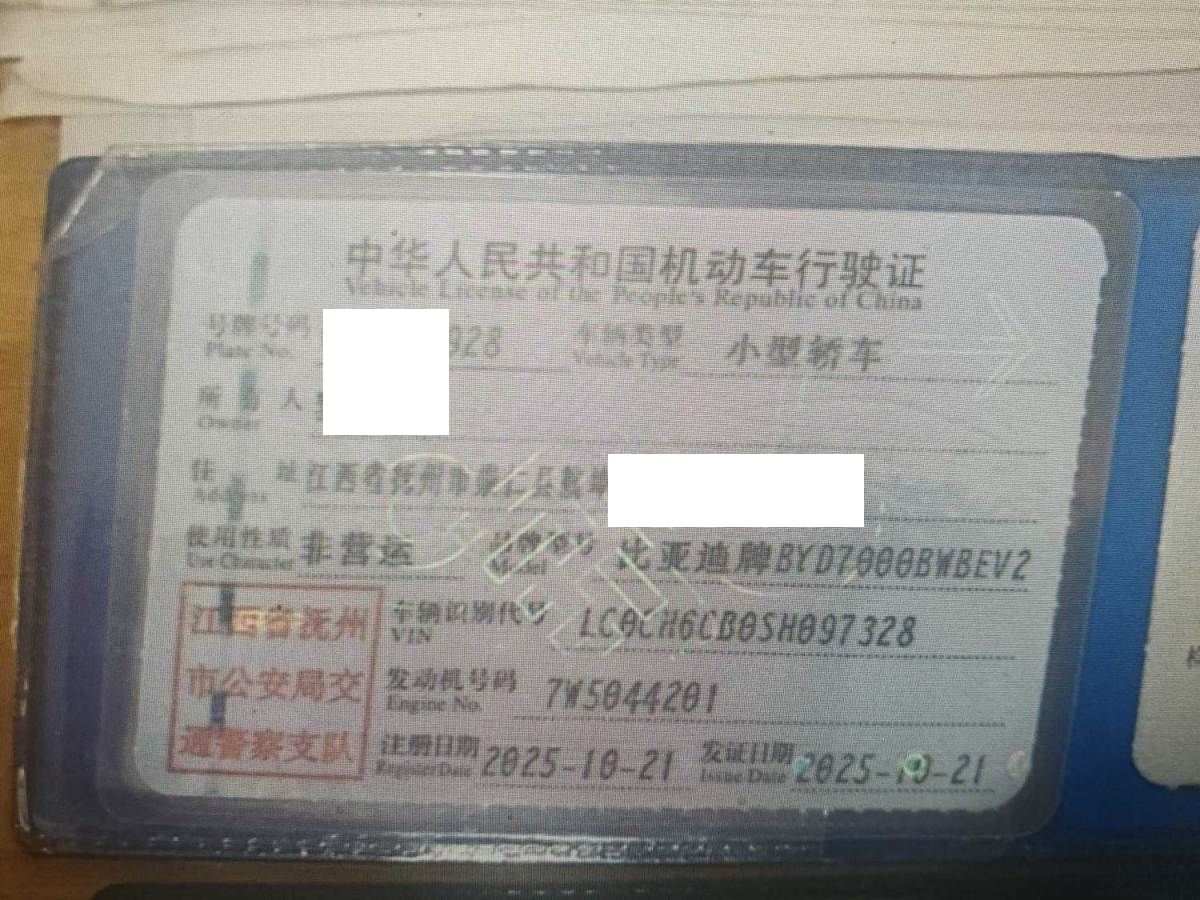 中华人民共和国机动车行驶证
Vehicle License of the People's Republic of China
号牌号码 928 车辆类型 小型轿车
Plate No. Vehicle Type
所有人
Owner
住 址 江西省抚州市崇仁县
Address
使用性质 非营运 品牌型号 比亚迪牌BYD7000BWBEV2
Use Character Model
江西省抚州
市公安局交
通警察支队
车辆识别代号 LC0CH6CB0SH097328
VIN
发动机号码 7W5044201
Engine No.
注册日期 2025-10-21 发证日期 2025-10-21
Register Date Issue Date